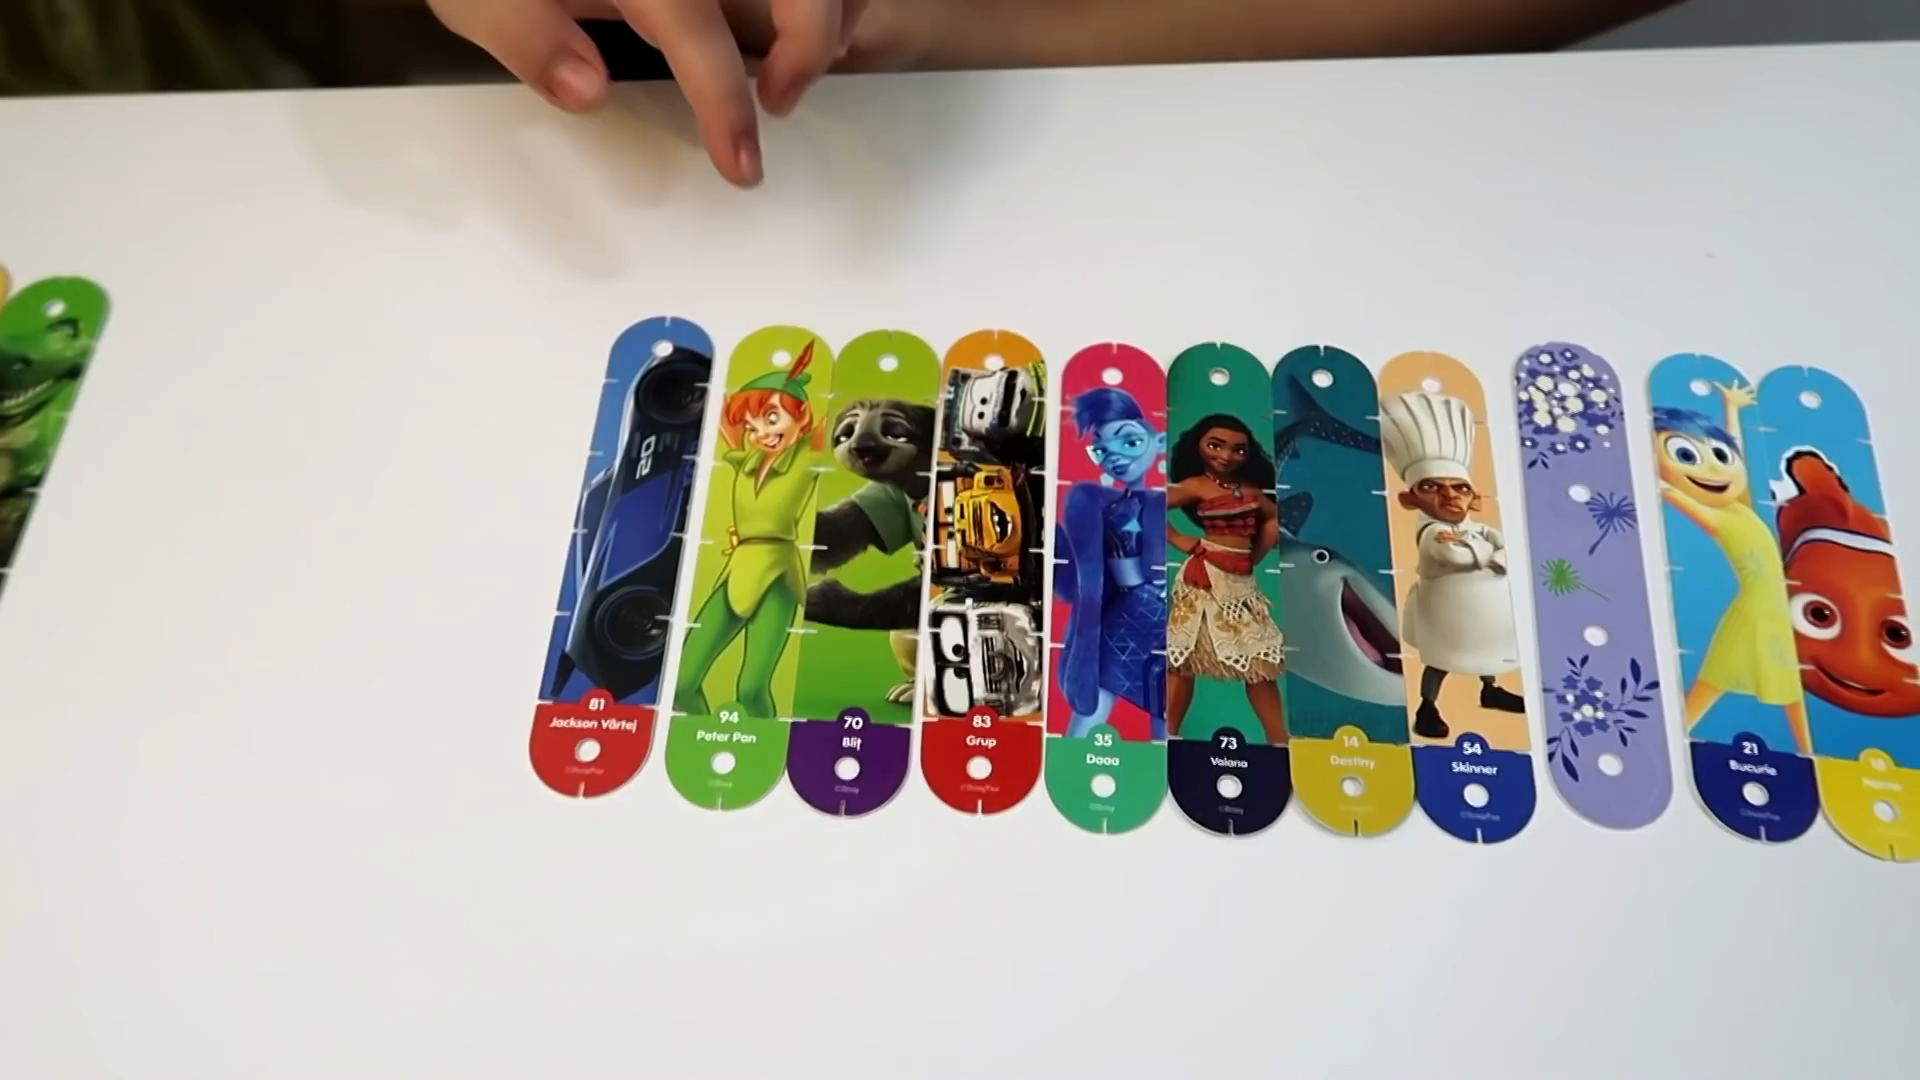 20
81
Jackson Vârtej
94
Peter Pan
70
Bliț
83
Grup
35
Daaa
73
Vaiana
14
Destiny
54
Skinner
21
Bucurie